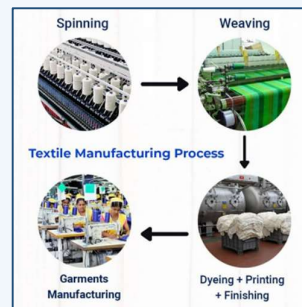 Spinning
Weaving
Textile Manufacturing Process
Garments
Manufacturing
Dyeing + Printing
+ Finishing